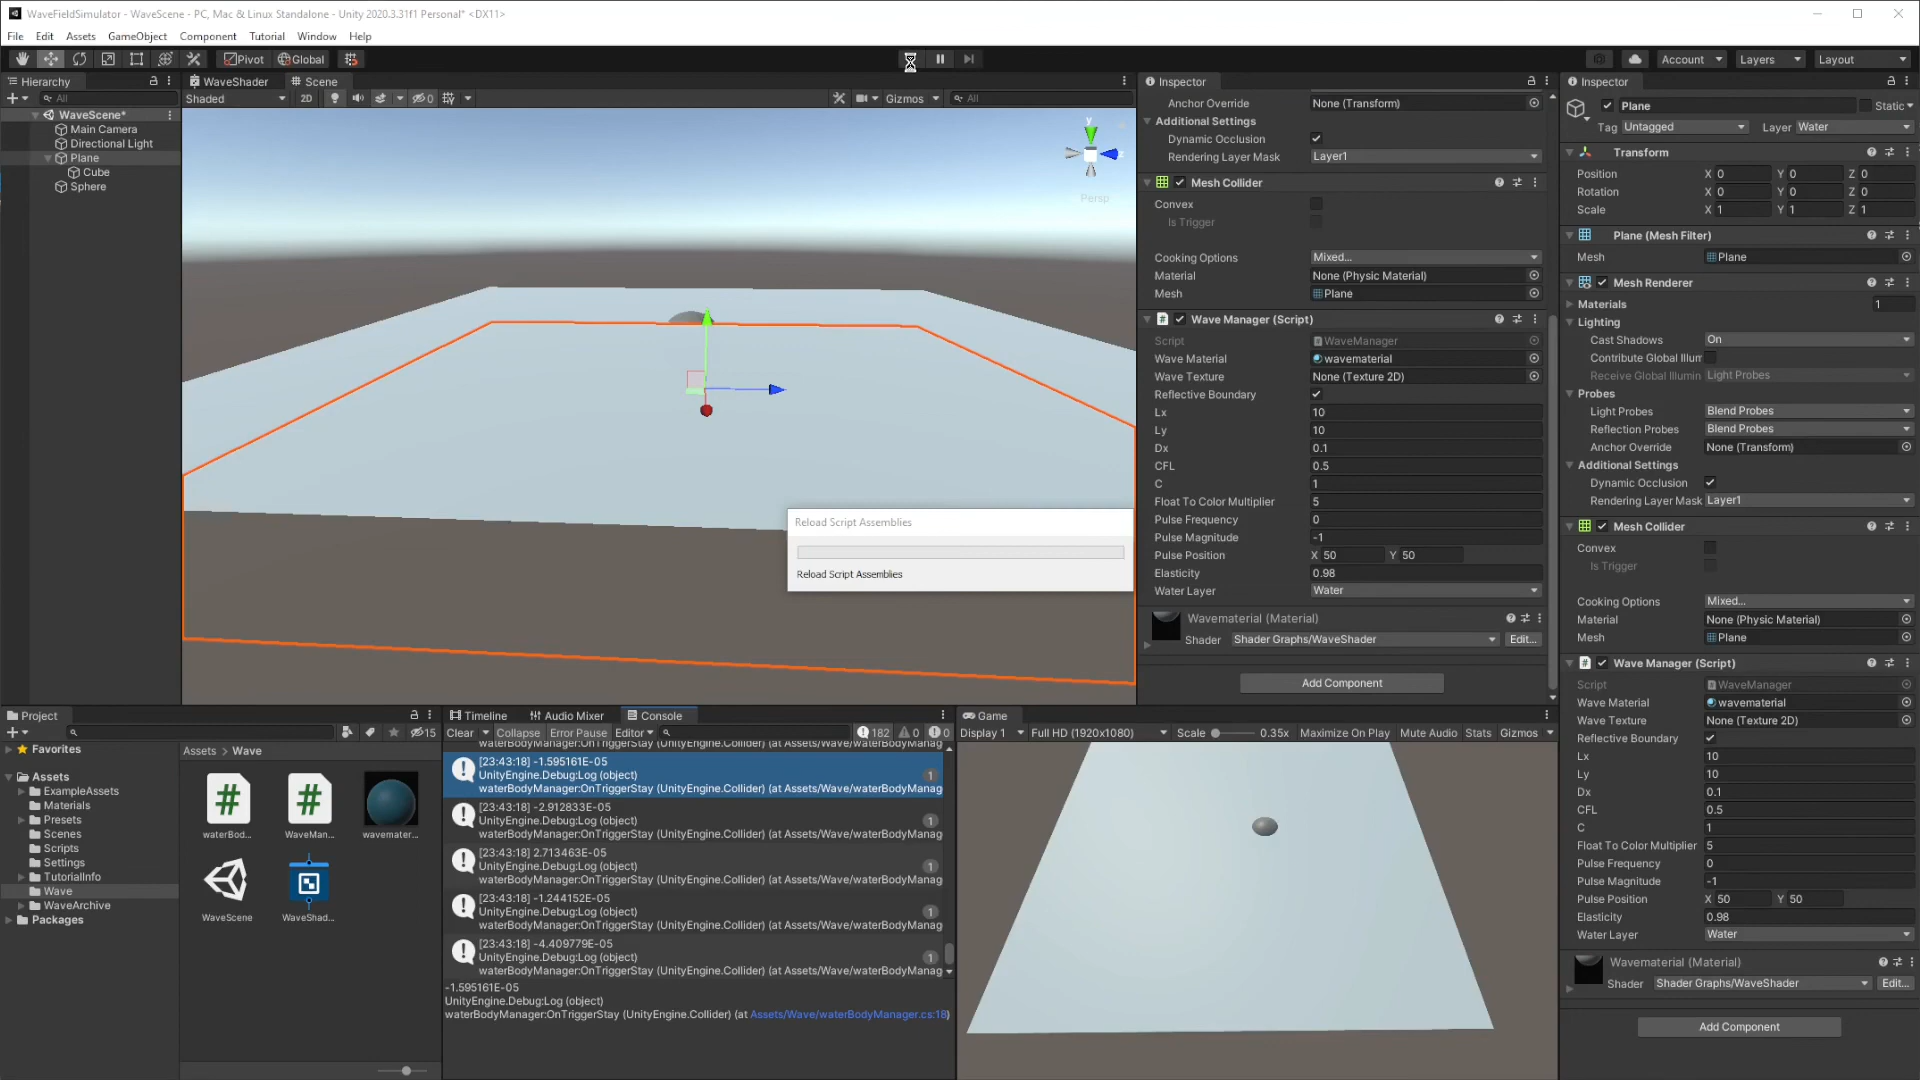 WaveFieldSimulator - WaveScene - PC, Mac & Linux Standalone - Unity 2020.3.31f1 Personal* <DX11>
File Edit Assets GameObject Component Tutorial Window Help
Pivot Global Account Layers Layout
Hierarchy
All
WaveScene*
Main Camera
Directional Light
Plane
Cube
Sphere
WaveShader Scene
Shaded 2D 0 Gizmos All
y
Persp
Reload Script Assemblies
Reload Script Assemblies
Inspector
Anchor Override None (Transform)
Additional Settings
Dynamic Occlusion
Rendering Layer Mask Layer1
Mesh Collider
Convex
Is Trigger
Cooking Options Mixed...
Material None (Physic Material)
Mesh Plane
Wave Manager (Script)
Script WaveManager
Wave Material wavematerial
Wave Texture None (Texture 2D)
Reflective Boundary
Lx 10
Ly 10
Dx 0.1
CFL 0.5
C 1
Float To Color Multiplier 5
Pulse Frequency 0
Pulse Magnitude -1
Pulse Position X 50 Y 50
Elasticity 0.98
Water Layer Water
Wavematerial (Material)
Shader Shader Graphs/WaveShader Edit...
Add Component
Inspector
Plane Static
Tag Untagged Layer Water
Transform
Position X 0 Y 0 Z 0
Rotation X 0 Y 0 Z 0
Scale X 1 Y 1 Z 1
Plane (Mesh Filter)
Mesh Plane
Mesh Renderer
Materials 1
Lighting
Cast Shadows On
Contribute Global Illum
Receive Global Illumin Light Probes
Probes
Light Probes Blend Probes
Reflection Probes Blend Probes
Anchor Override None (Transform)
Additional Settings
Dynamic Occlusion
Rendering Layer Mask Layer1
Mesh Collider
Convex
Is Trigger
Cooking Options Mixed...
Material None (Physic Material)
Mesh Plane
Wave Manager (Script)
Script WaveManager
Wave Material wavematerial
Wave Texture None (Texture 2D)
Reflective Boundary
Lx 10
Ly 10
Dx 0.1
CFL 0.5
C 1
Float To Color Multiplier 5
Pulse Frequency 0
Pulse Magnitude -1
Pulse Position X 50 Y 50
Elasticity 0.98
Water Layer Water
Wavematerial (Material)
Shader Shader Graphs/WaveShader Edit...
Add Component
Project
15
Favorites
Assets
ExampleAssets
Materials
Presets
Scenes
Scripts
Settings
TutorialInfo
Wave
WaveArchive
Packages
Assets > Wave
waterBod... WaveMan... wavemater...
WaveScene WaveShad...
Timeline Audio Mixer Console
Clear Collapse Error Pause Editor 182 0 0
waterBodyManager:OnTriggerStay (UnityEngine.Collider) (at Assets/Wave/waterBodyManag
[23:43:18] -1.595161E-05
UnityEngine.Debug:Log (object) 1
waterBodyManager:OnTriggerStay (UnityEngine.Collider) (at Assets/Wave/waterBodyManag
[23:43:18] -2.912833E-05
UnityEngine.Debug:Log (object) 1
waterBodyManager:OnTriggerStay (UnityEngine.Collider) (at Assets/Wave/waterBodyManag
[23:43:18] 2.713463E-05
UnityEngine.Debug:Log (object) 1
waterBodyManager:OnTriggerStay (UnityEngine.Collider) (at Assets/Wave/waterBodyManag
[23:43:18] -1.244152E-05
UnityEngine.Debug:Log (object) 1
waterBodyManager:OnTriggerStay (UnityEngine.Collider) (at Assets/Wave/waterBodyManag
[23:43:18] -4.409779E-05
UnityEngine.Debug:Log (object) 1
waterBodyManager:OnTriggerStay (UnityEngine.Collider) (at Assets/Wave/waterBodyManag
-1.595161E-05
UnityEngine.Debug:Log (object)
waterBodyManager:OnTriggerStay (UnityEngine.Collider) (at Assets/Wave/waterBodyManager.cs:18)
Game
Display 1 Full HD (1920x1080) Scale 0.35x Maximize On Play Mute Audio Stats Gizmos